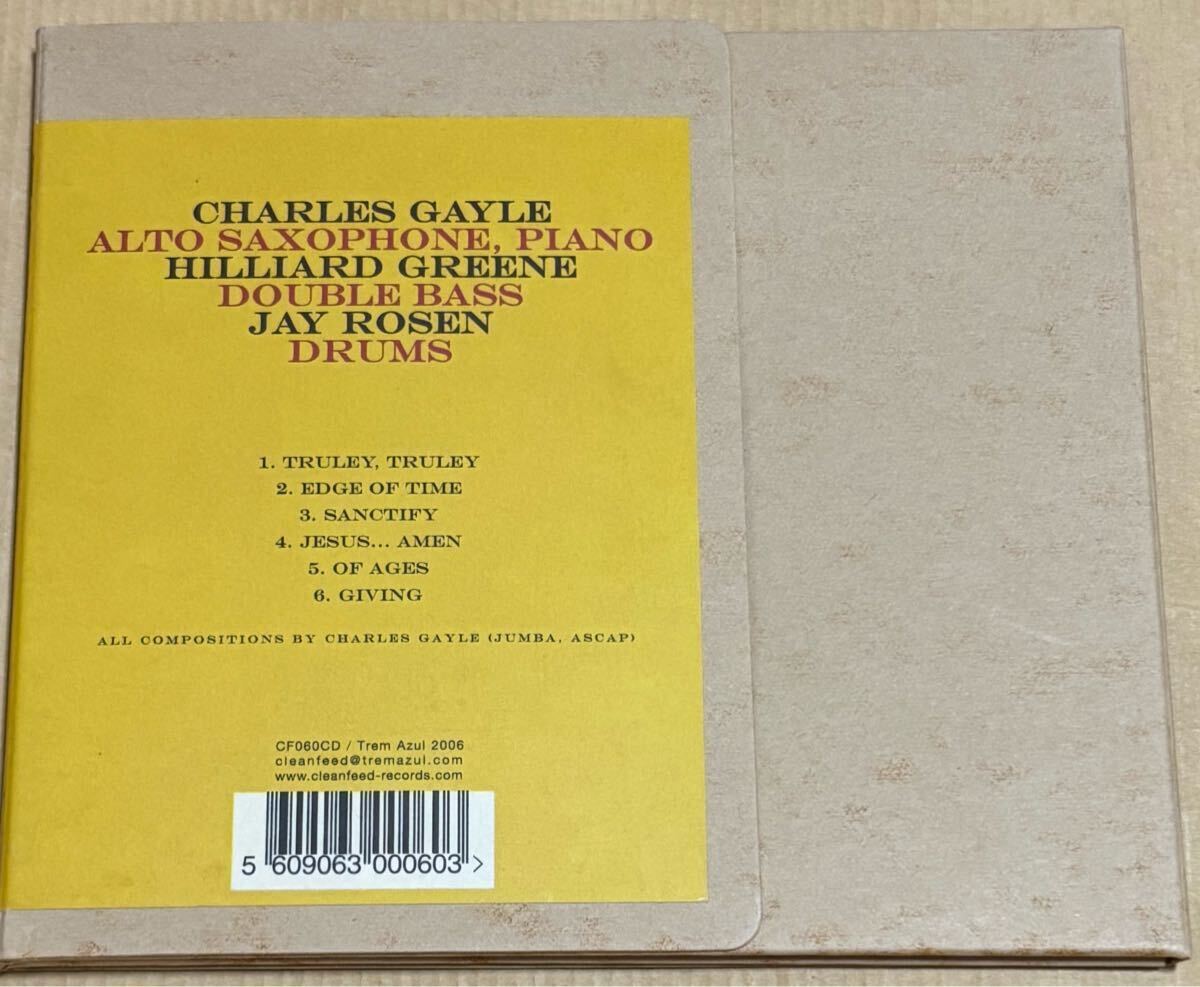 CHARLES GAYLE
ALTO SAXOPHONE, PIANO
HILLIARD GREENE
DOUBLE BASS
JAY ROSEN
DRUMS
1. TRULEY, TRULEY
2. EDGE OF TIME
3. SANCTIFY
4. JESUS... AMEN
5. OF AGES
6. GIVING
ALL COMPOSITIONS BY CHARLES GAYLE (JUMBA, ASCAP)
CF060CD / Trem Azul 2006
cleanfeed@tremazul.com
www.cleanfeed-records.com
5 609063 000603 >